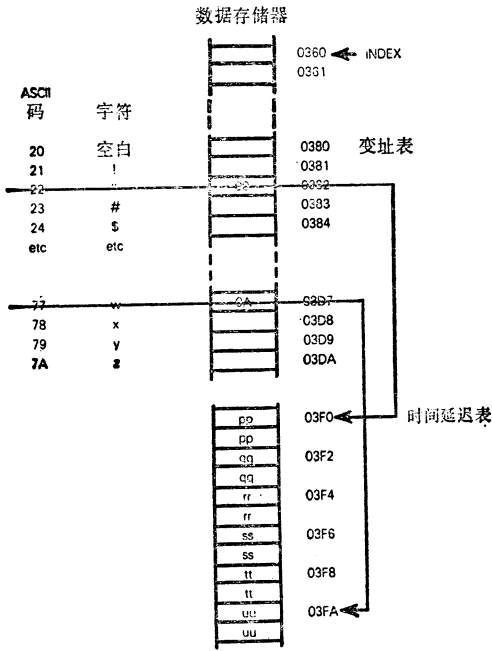 数据存储器
0360 INDEX
0361
ASCII
码 字符
20 空白 0380 变址表
21 ! 0381
22 " 0382
23 # 0383
24 $ 0384
etc etc
77 w 0A 03D7
78 x 03D8
79 y 03D9
7A z 03DA
pp 03F0 时间延迟表
pp
qq 03F2
qq
rr 03F4
rr
ss 03F6
ss
tt 03F8
tt
uu 03FA
uu